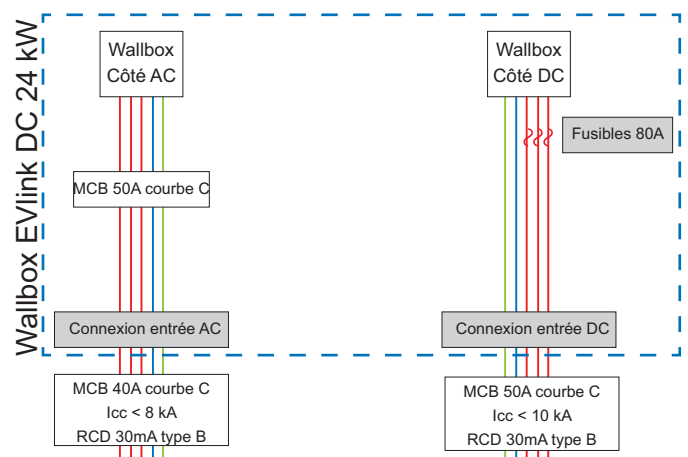 Wallbox EVlink DC 24 kW
Wallbox
Côté AC
MCB 50A courbe C
Connexion entrée AC
MCB 40A courbe C
Icc < 8 kA
RCD 30mA type B
Wallbox
Côté DC
Fusibles 80A
Connexion entrée DC
MCB 50A courbe C
Icc < 10 kA
RCD 30mA type B